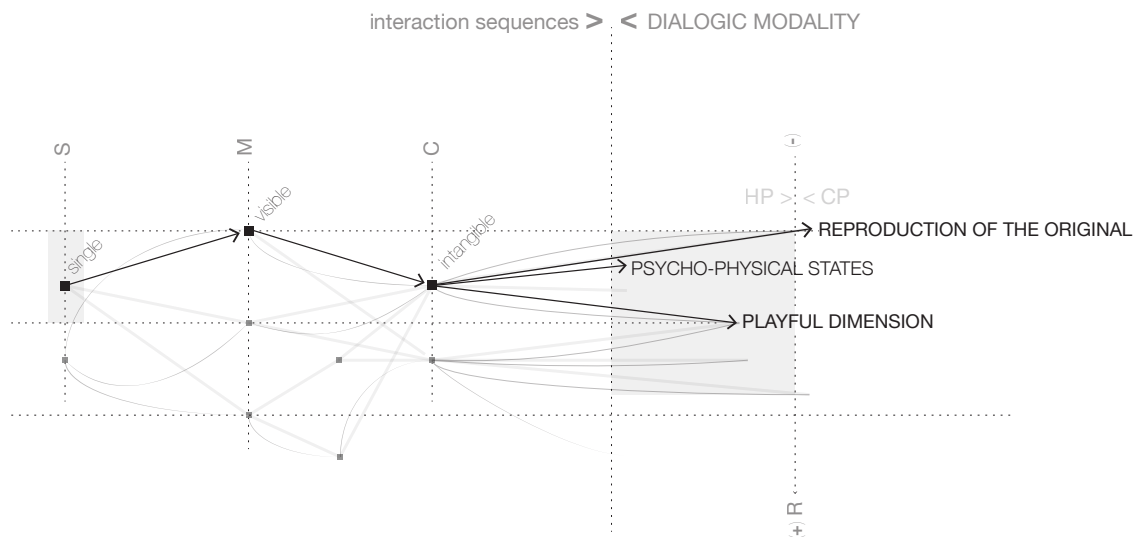 interaction sequences > < DIALOGIC MODALITY
S
M
C
(-)
single
visible
intangible
HP > < CP
REPRODUCTION OF THE ORIGINAL
PSYCHO-PHYSICAL STATES
PLAYFUL DIMENSION
(+) R